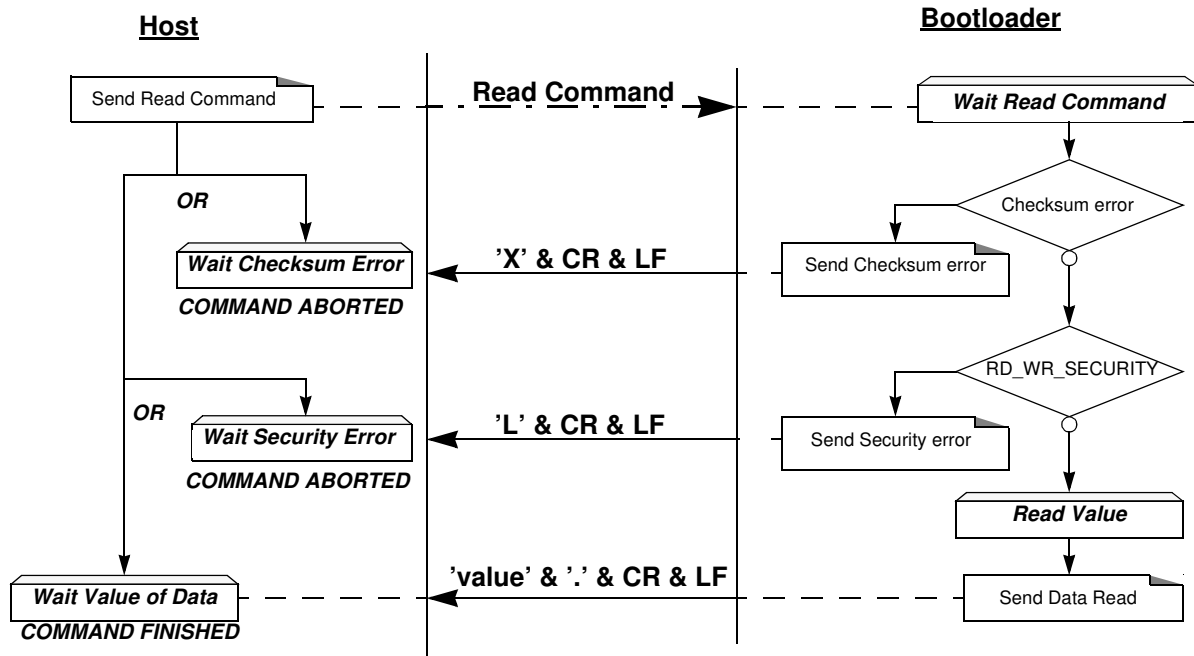 Host
Bootloader
Send Read Command
Read Command
Wait Read Command
OR
Checksum error
Wait Checksum Error
’X’ & CR & LF
Send Checksum error
COMMAND ABORTED
RD_WR_SECURITY
OR
Wait Security Error
’L’ & CR & LF
Send Security error
COMMAND ABORTED
Read Value
’value’ & ’.’ & CR & LF
Wait Value of Data
Send Data Read
COMMAND FINISHED